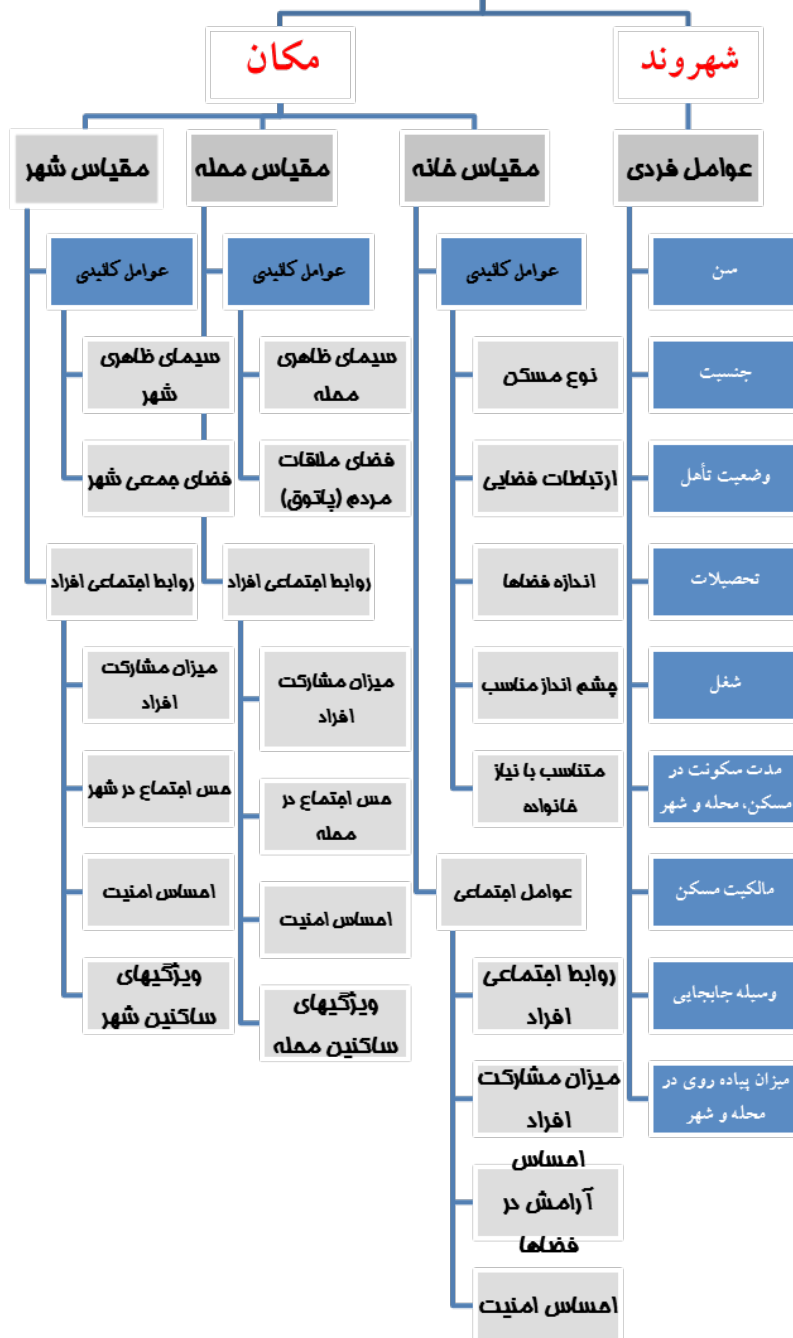 شهروند
عوامل فردی
سن
جنسیت
وضعیت تأهل
تحصیلات
شغل
مدت سکونت در
مسکن، محله و شهر
مالکیت مسکن
وسیله جابجایی
میزان پیاده روی در
محله و شهر
مکان
مقیاس خانه
عوامل کالبدی
نوع مسکن
ارتباطات فضایی
اندازه فضاها
چشم انداز مناسب
متناسب با نیاز
خانواده
عوامل اجتماعی
روابط اجتماعی
افراد
میزان مشارکت
افراد
احساس
آرامش در
فضاها
احساس امنیت
مقیاس محله
عوامل کالبدی
سیمای ظاهری
محله
فضای ملاقات
مردم (پاتوق)
روابط اجتماعی افراد
میزان مشارکت
افراد
حس اجتماع در
محله
احساس امنیت
ویژگیهای
ساکنین محله
مقیاس شهر
عوامل کالبدی
سیمای ظاهری
شهر
فضای جمعی شهر
روابط اجتماعی افراد
میزان مشارکت
افراد
حس اجتماع در شهر
احساس امنیت
ویژگیهای
ساکنین شهر